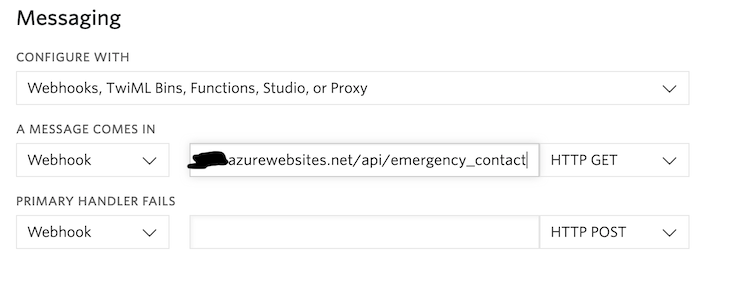 Messaging
CONFIGURE WITH
Webhooks, TwiML Bins, Functions, Studio, or Proxy
A MESSAGE COMES IN
Webhook azurewebsites.net/api/emergency_contact HTTP GET
PRIMARY HANDLER FAILS
Webhook HTTP POST